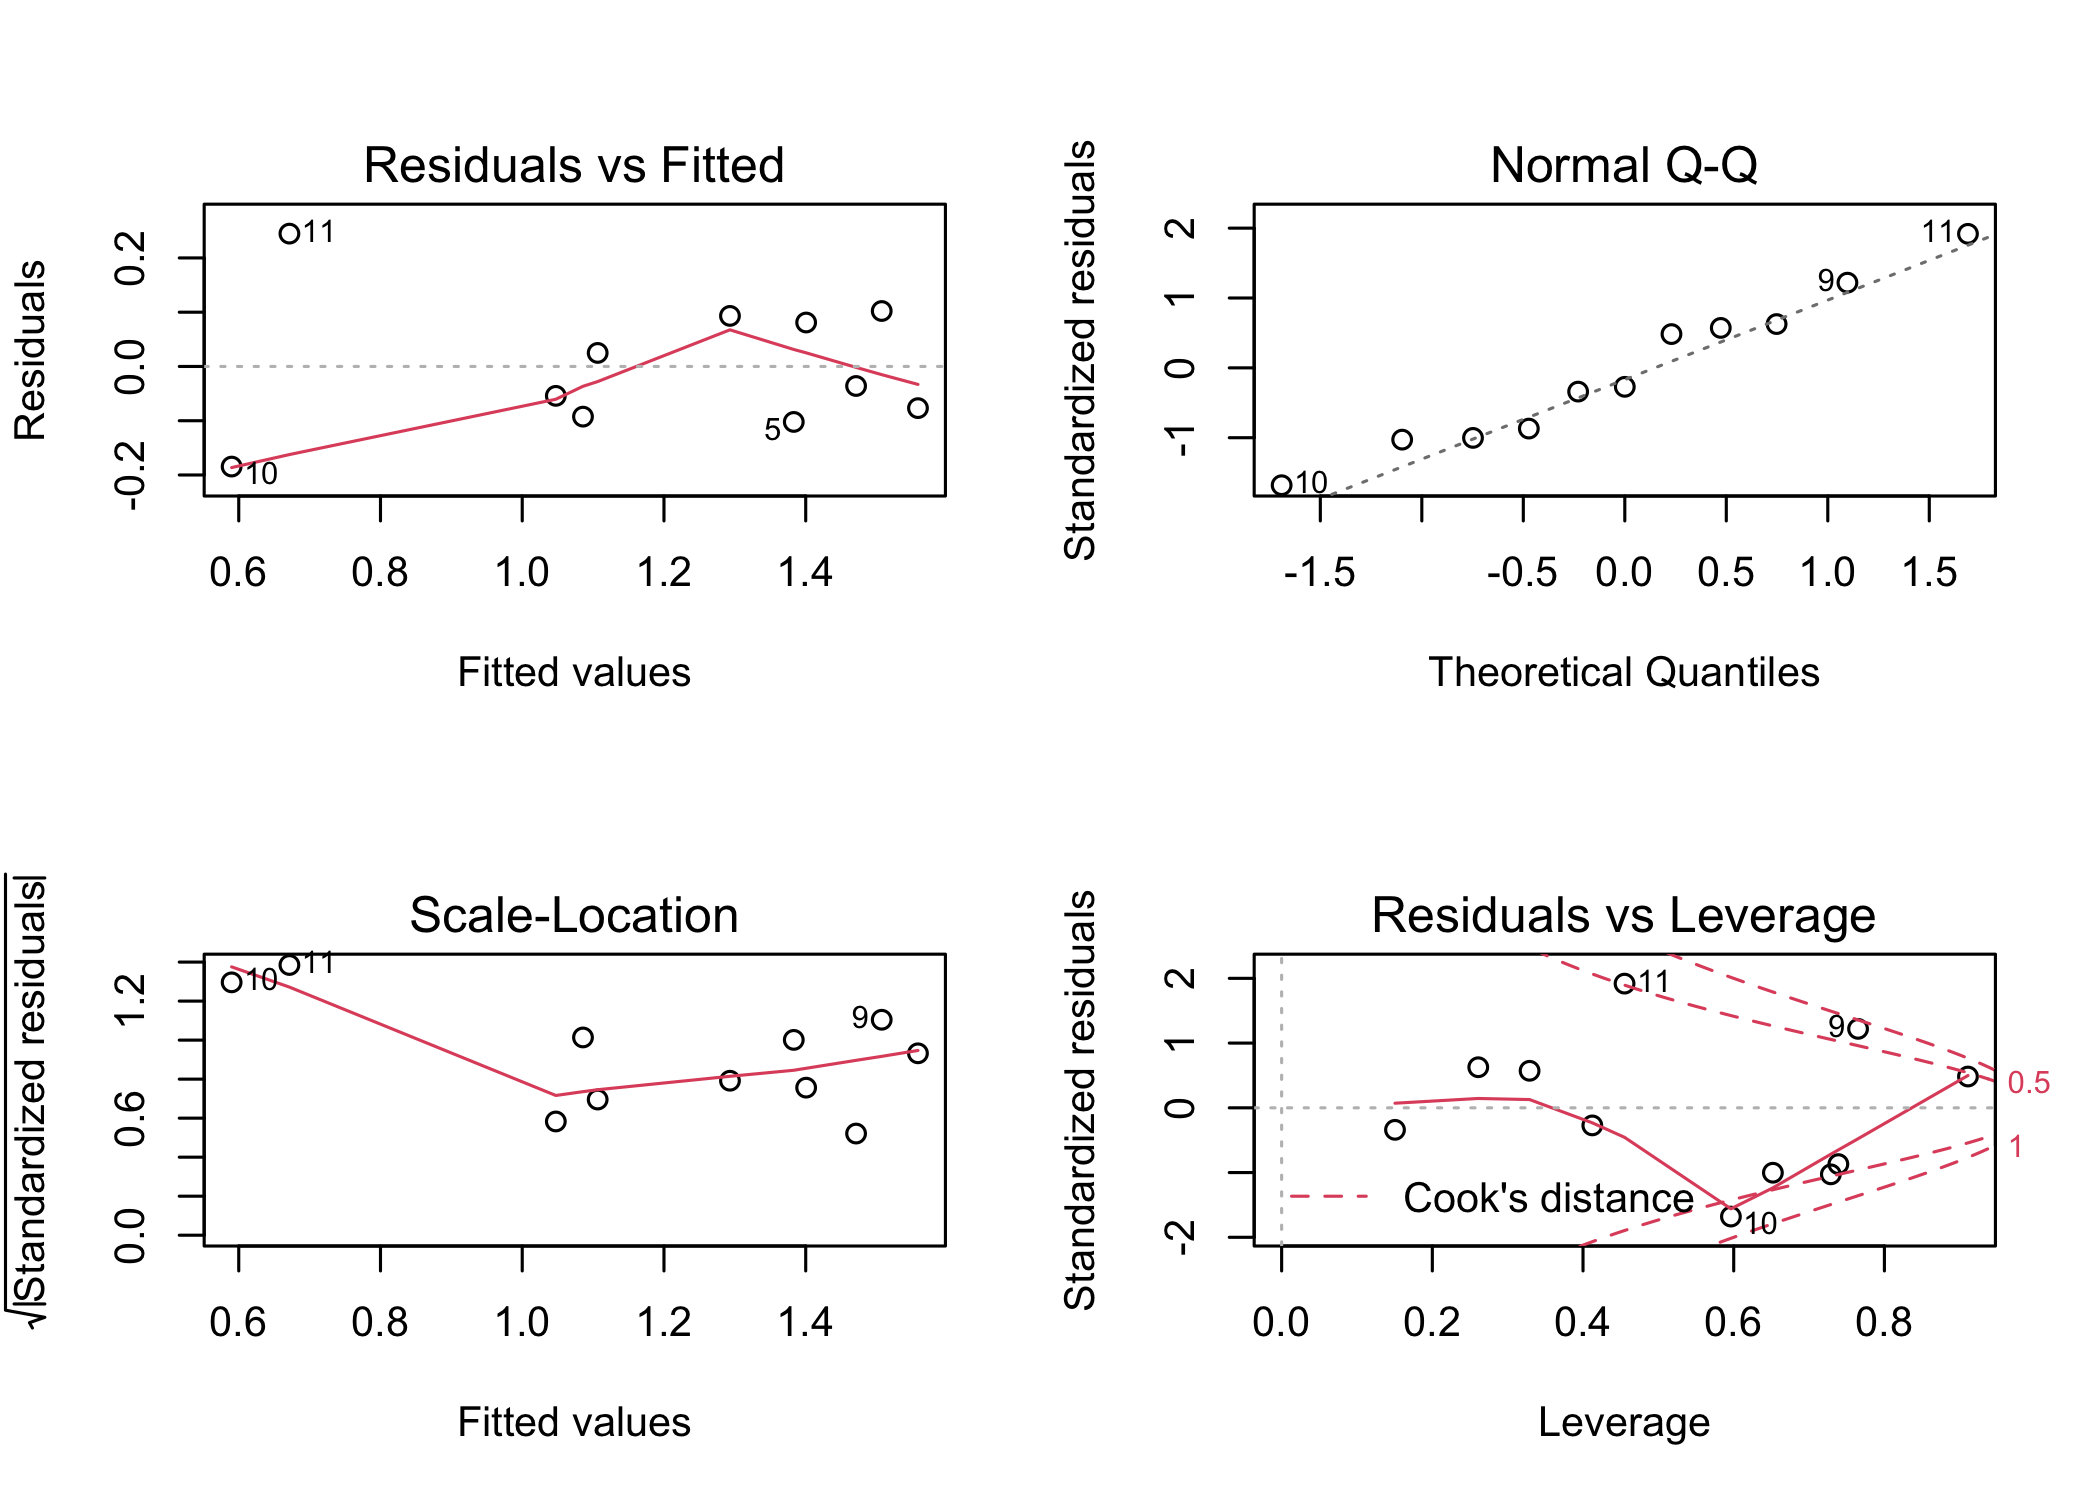 Residuals vs Fitted
Residuals
-0.2 0.0 0.2
11
5
10
0.6 0.8 1.0 1.2 1.4
Fitted values
Normal Q-Q
Standardized residuals
-1 0 1 2
11
9
10
-1.5 -0.5 0.0 0.5 1.0 1.5
Theoretical Quantiles
Scale-Location
√|Standardized residuals|
0.0 0.6 1.2
10
11
9
0.6 0.8 1.0 1.2 1.4
Fitted values
Residuals vs Leverage
Standardized residuals
-2 0 1 2
11
9
0.5
1
Cook's distance
10
0.0 0.2 0.4 0.6 0.8
Leverage